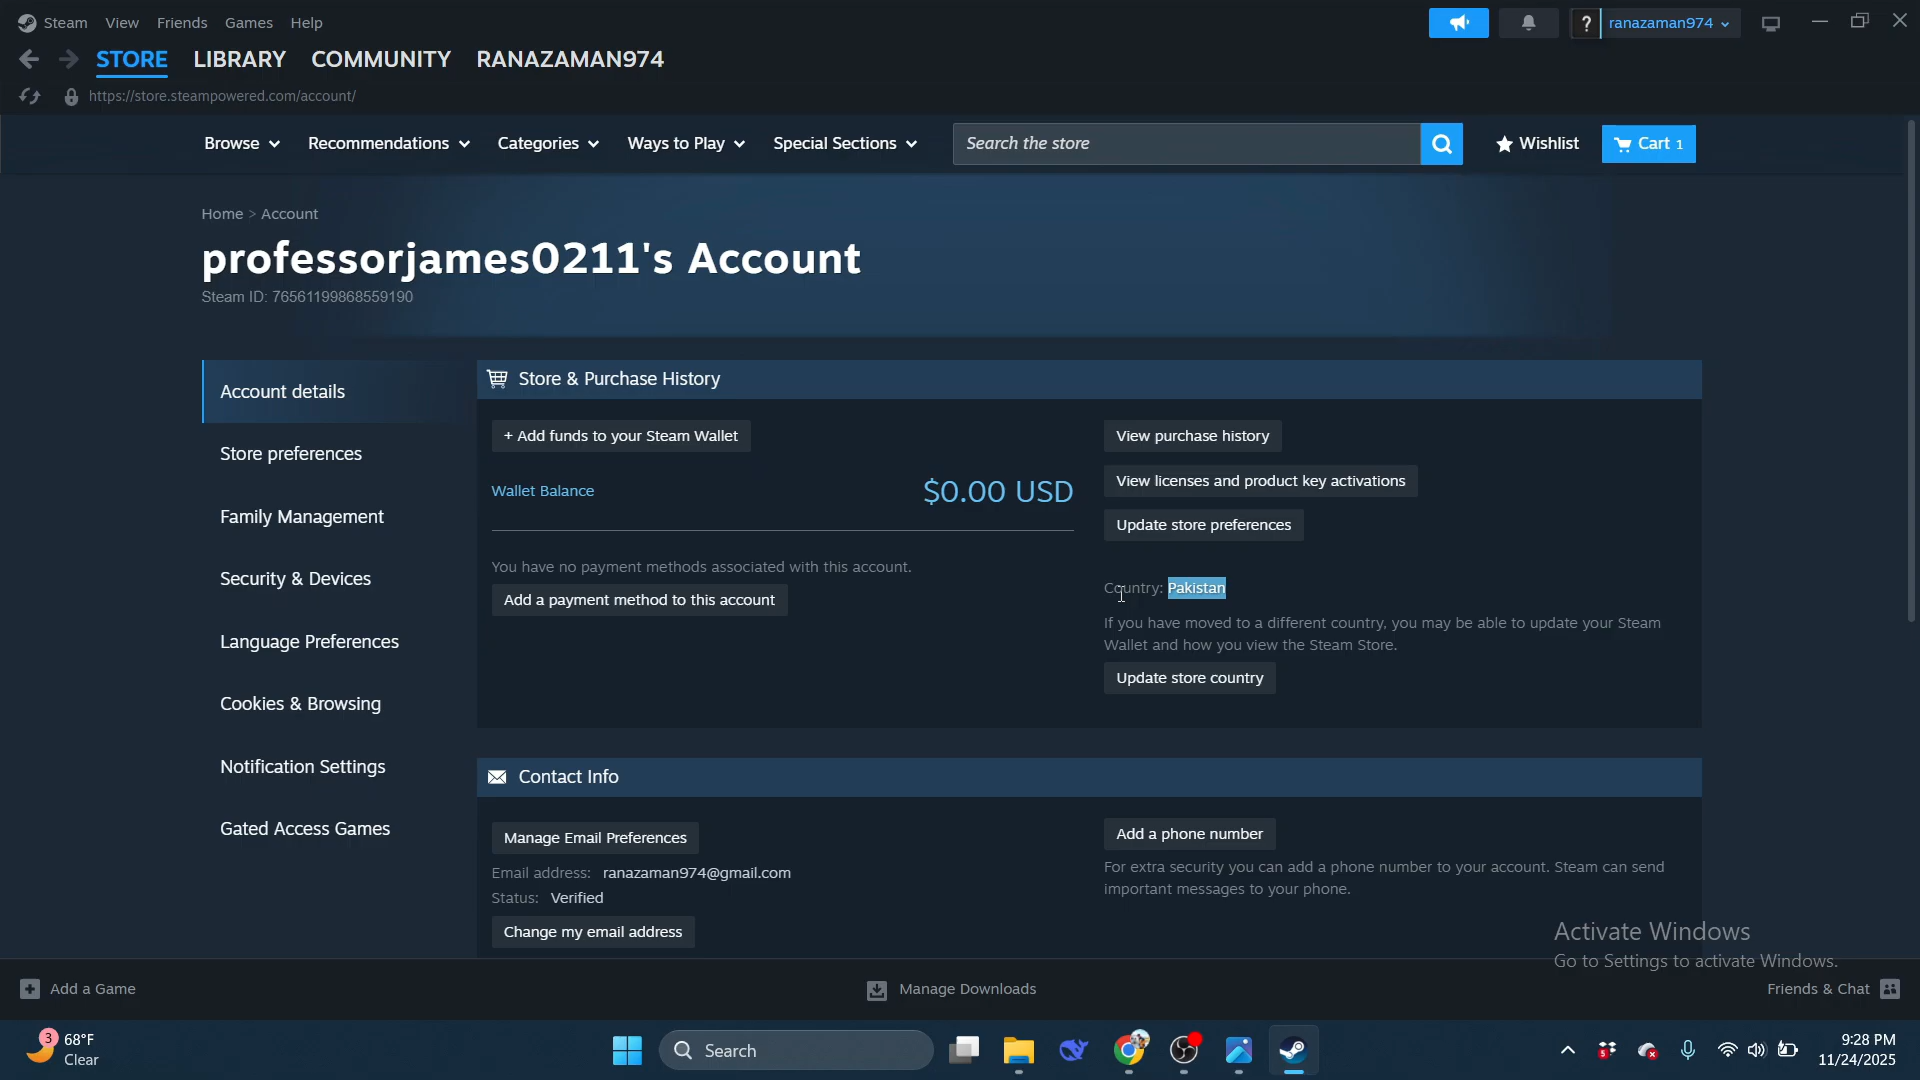 Steam View Friends Games Help
? ranazaman974
STORE LIBRARY COMMUNITY RANAZAMAN974
https://store.steampowered.com/account/
Browse Recommendations Categories Ways to Play Special Sections Search the store Wishlist Cart 1
Home > Account
professorjames0211's Account
Steam ID: 76561199868559190
Account details
Store preferences
Family Management
Security & Devices
Language Preferences
Cookies & Browsing
Notification Settings
Gated Access Games
Store & Purchase History
+ Add funds to your Steam Wallet
Wallet Balance $0.00 USD
You have no payment methods associated with this account.
Add a payment method to this account
View purchase history
View licenses and product key activations
Update store preferences
Country: Pakistan
If you have moved to a different country, you may be able to update your Steam
Wallet and how you view the Steam Store.
Update store country
Contact Info
Manage Email Preferences
Email address: ranazaman974@gmail.com
Status: Verified
Change my email address
Add a phone number
For extra security you can add a phone number to your account. Steam can send
important messages to your phone.
Activate Windows
Go to Settings to activate Windows.
Add a Game Manage Downloads Friends & Chat
3 68°F
Clear
Search
5
9:28 PM
11/24/2025